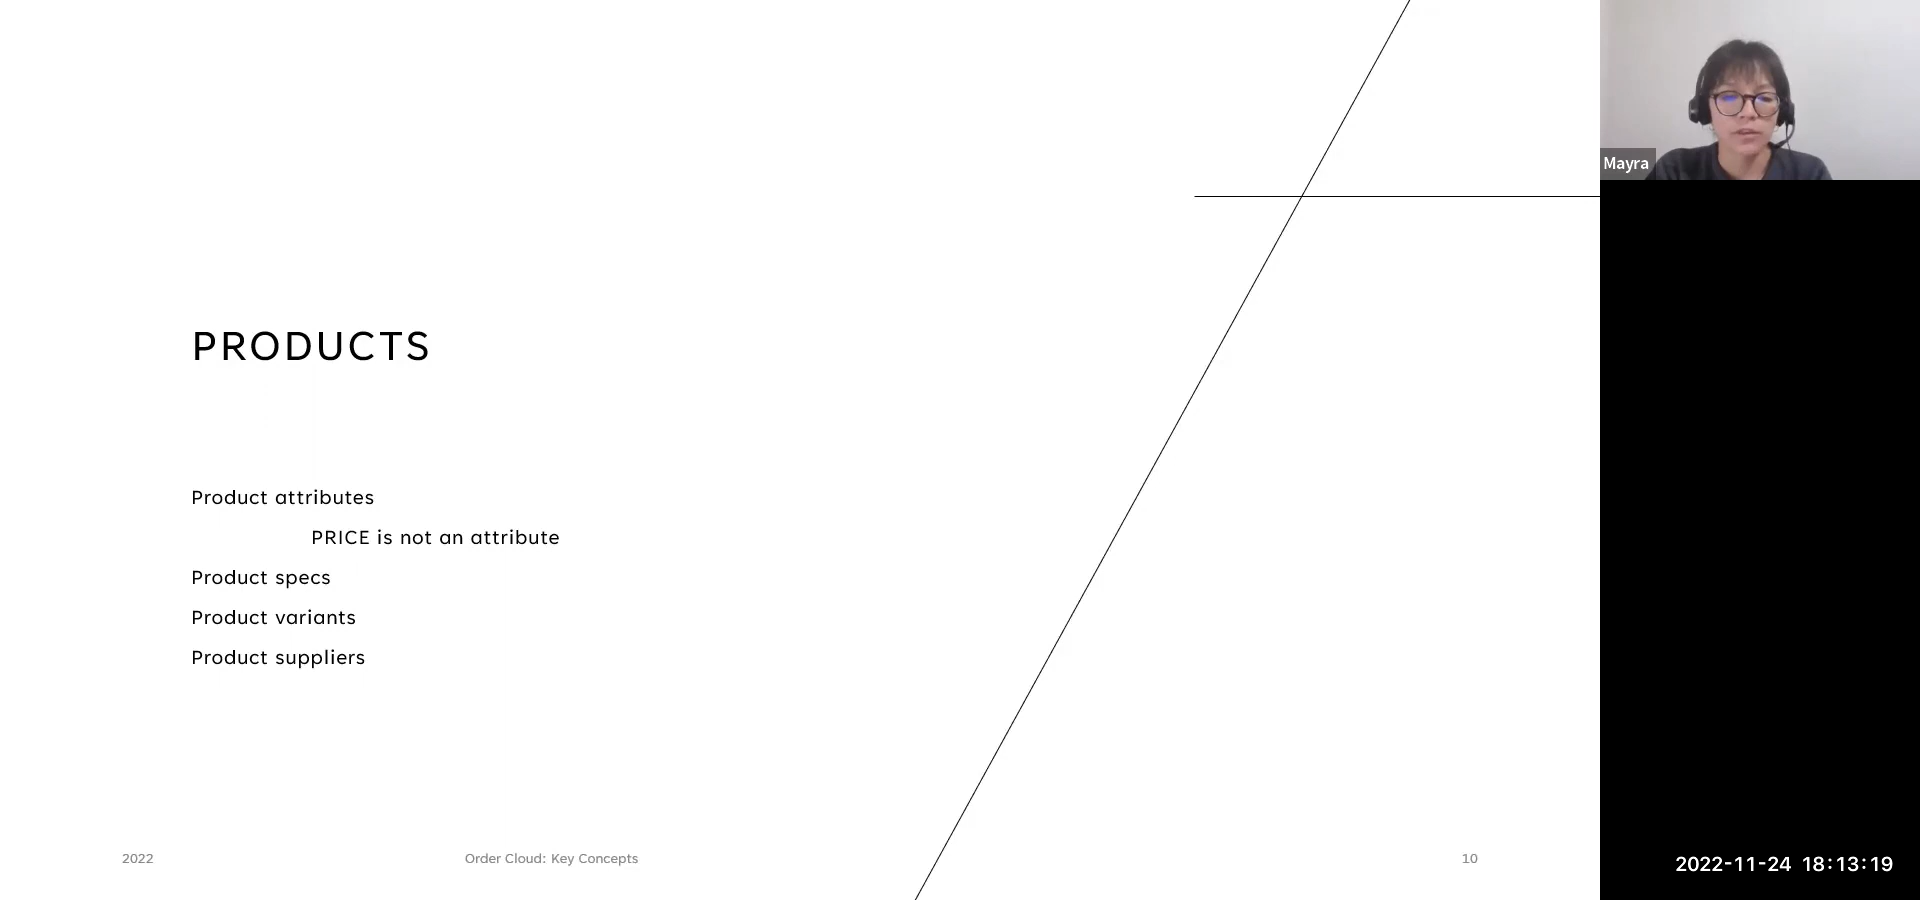 PRODUCTS
Product attributes
PRICE is not an attribute
Product specs
Product variants
Product suppliers
2022
Order Cloud: Key Concepts
10
Mayra
2022-11-24 18:13:19